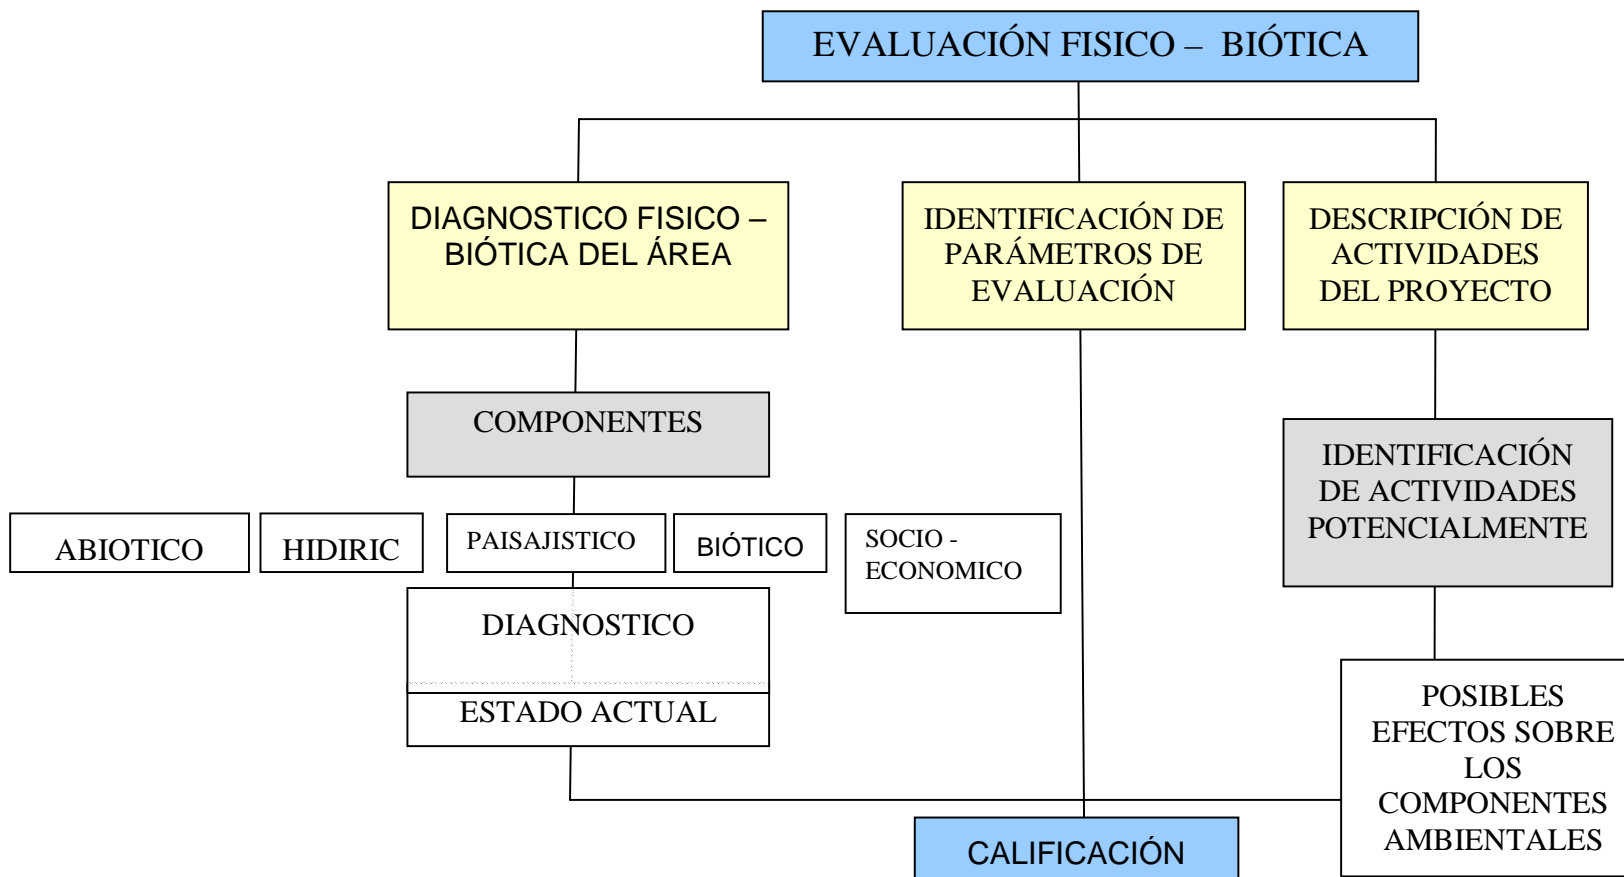 EVALUACIÓN FISICO – BIÓTICA
DIAGNOSTICO FISICO –
BIÓTICA DEL ÁREA
IDENTIFICACIÓN DE
PARÁMETROS DE
EVALUACIÓN
DESCRIPCIÓN DE
ACTIVIDADES
DEL PROYECTO
COMPONENTES
IDENTIFICACIÓN
DE ACTIVIDADES
POTENCIALMENTE
ABIOTICO
HIDIRIC
PAISAJISTICO
BIÓTICO
SOCIO -
ECONOMICO
DIAGNOSTICO
ESTADO ACTUAL
POSIBLES
EFECTOS SOBRE
LOS
COMPONENTES
AMBIENTALES
CALIFICACIÓN